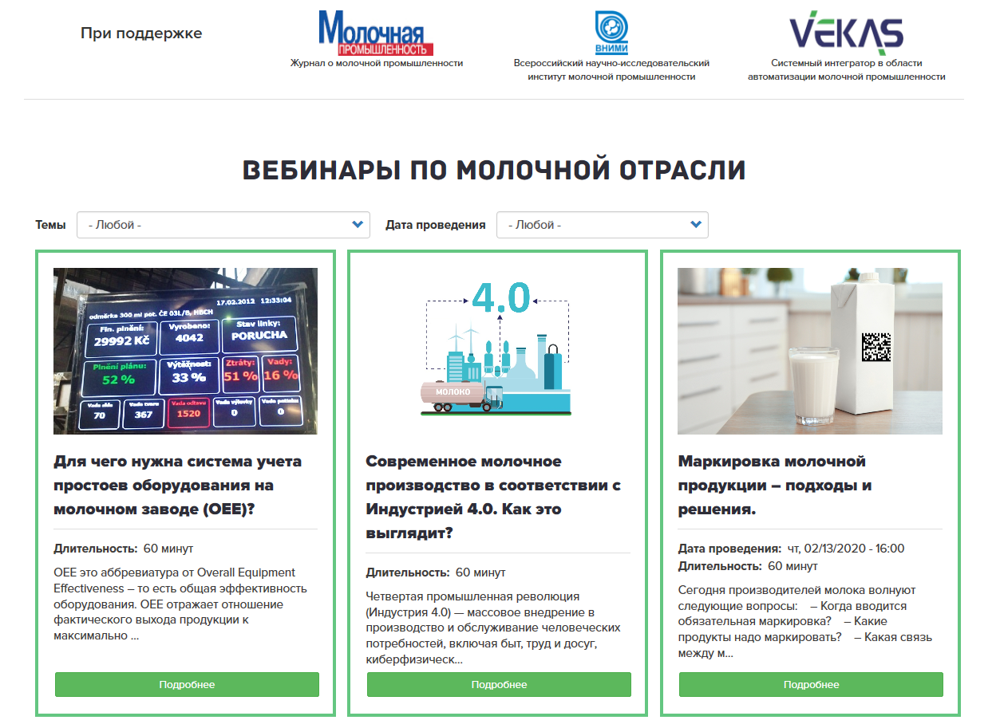 При поддержке
Молочная
ПРОМЫШЛЕННОСТЬ
Журнал о молочной промышленности
ВНИМИ
Всероссийский научно-исследовательский
институт молочной промышленности
VEKAS
Системный интегратор в области
автоматизации молочной промышленности
ВЕБИНАРЫ ПО МОЛОЧНОЙ ОТРАСЛИ
Темы - Любой - Дата проведения - Любой -
17.02.2012 12:33:04
odměrka 300 ml pot. ČE 03L/B, HBCH
Fin. plnění: Vyrobeno: Stav linky:
29992 Kč 4042 PORUCHA
Plnění plánu: Výtěžnost: Ztráty: Vady:
52 % 33 % 51 % 16 %
Vada skla Vada tvaru Vada odtavu Vada výlevky Vada potisku
70 367 1520 0 0
Для чего нужна система учета
простоев оборудования на
молочном заводе (OEE)?
Длительность: 60 минут
OEE это аббревиатура от Overall Equipment
Effectiveness – то есть общая эффективность
оборудования. OEE отражает отношение
фактического выхода продукции к
максимально ...
Подробнее
4.0
МОЛОКО
Современное молочное
производство в соответствии с
Индустрией 4.0. Как это
выглядит?
Длительность: 60 минут
Четвертая промышленная революция
(Индустрия 4.0) — массовое внедрение в
производство и обслуживание человеческих
потребностей, включая быт, труд и досуг,
киберфизическ...
Подробнее
Маркировка молочной
продукции – подходы и
решения.
Дата проведения: чт, 02/13/2020 - 16:00
Длительность: 60 минут
Сегодня производителей молока волнуют
следующие вопросы: – Когда вводится
обязательная маркировка? – Какие
продукты надо маркировать? – Какая связь
между м...
Подробнее